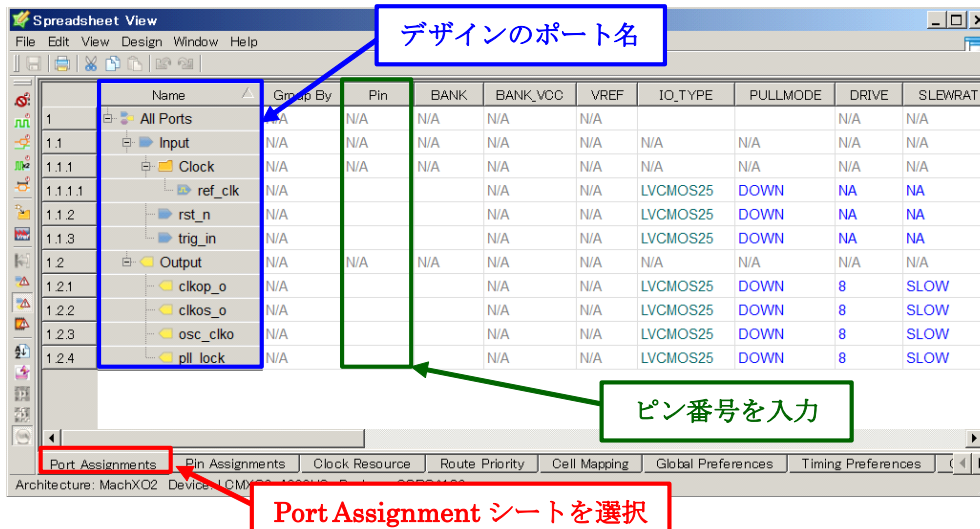 Spreadsheet View
File Edit View Design Window Help
デザインのポート名
Name Group By Pin BANK BANK_VCC VREF IO_TYPE PULLMODE DRIVE SLEWRAT
1 All Ports N/A N/A N/A N/A N/A N/A N/A
1.1 Input N/A N/A N/A N/A N/A N/A N/A N/A N/A
1.1.1 Clock N/A N/A N/A N/A N/A N/A N/A N/A N/A
1.1.1.1 ref_clk N/A N/A N/A LVCMOS25 DOWN NA NA
1.1.2 rst_n N/A N/A N/A LVCMOS25 DOWN NA NA
1.1.3 trig_in N/A N/A N/A LVCMOS25 DOWN NA NA
1.2 Output N/A N/A N/A N/A N/A N/A N/A N/A N/A
1.2.1 clkop_o N/A N/A N/A LVCMOS25 DOWN 8 SLOW
1.2.2 clkos_o N/A N/A N/A LVCMOS25 DOWN 8 SLOW
1.2.3 osc_clko N/A N/A N/A LVCMOS25 DOWN 8 SLOW
1.2.4 pll_lock N/A N/A N/A LVCMOS25 DOWN 8 SLOW
ピン番号を入力
Port Assignments Pin Assignments Clock Resource Route Priority Cell Mapping Global Preferences Timing Preferences
Architecture: MachXO2 Device:
Port Assignment シートを選択